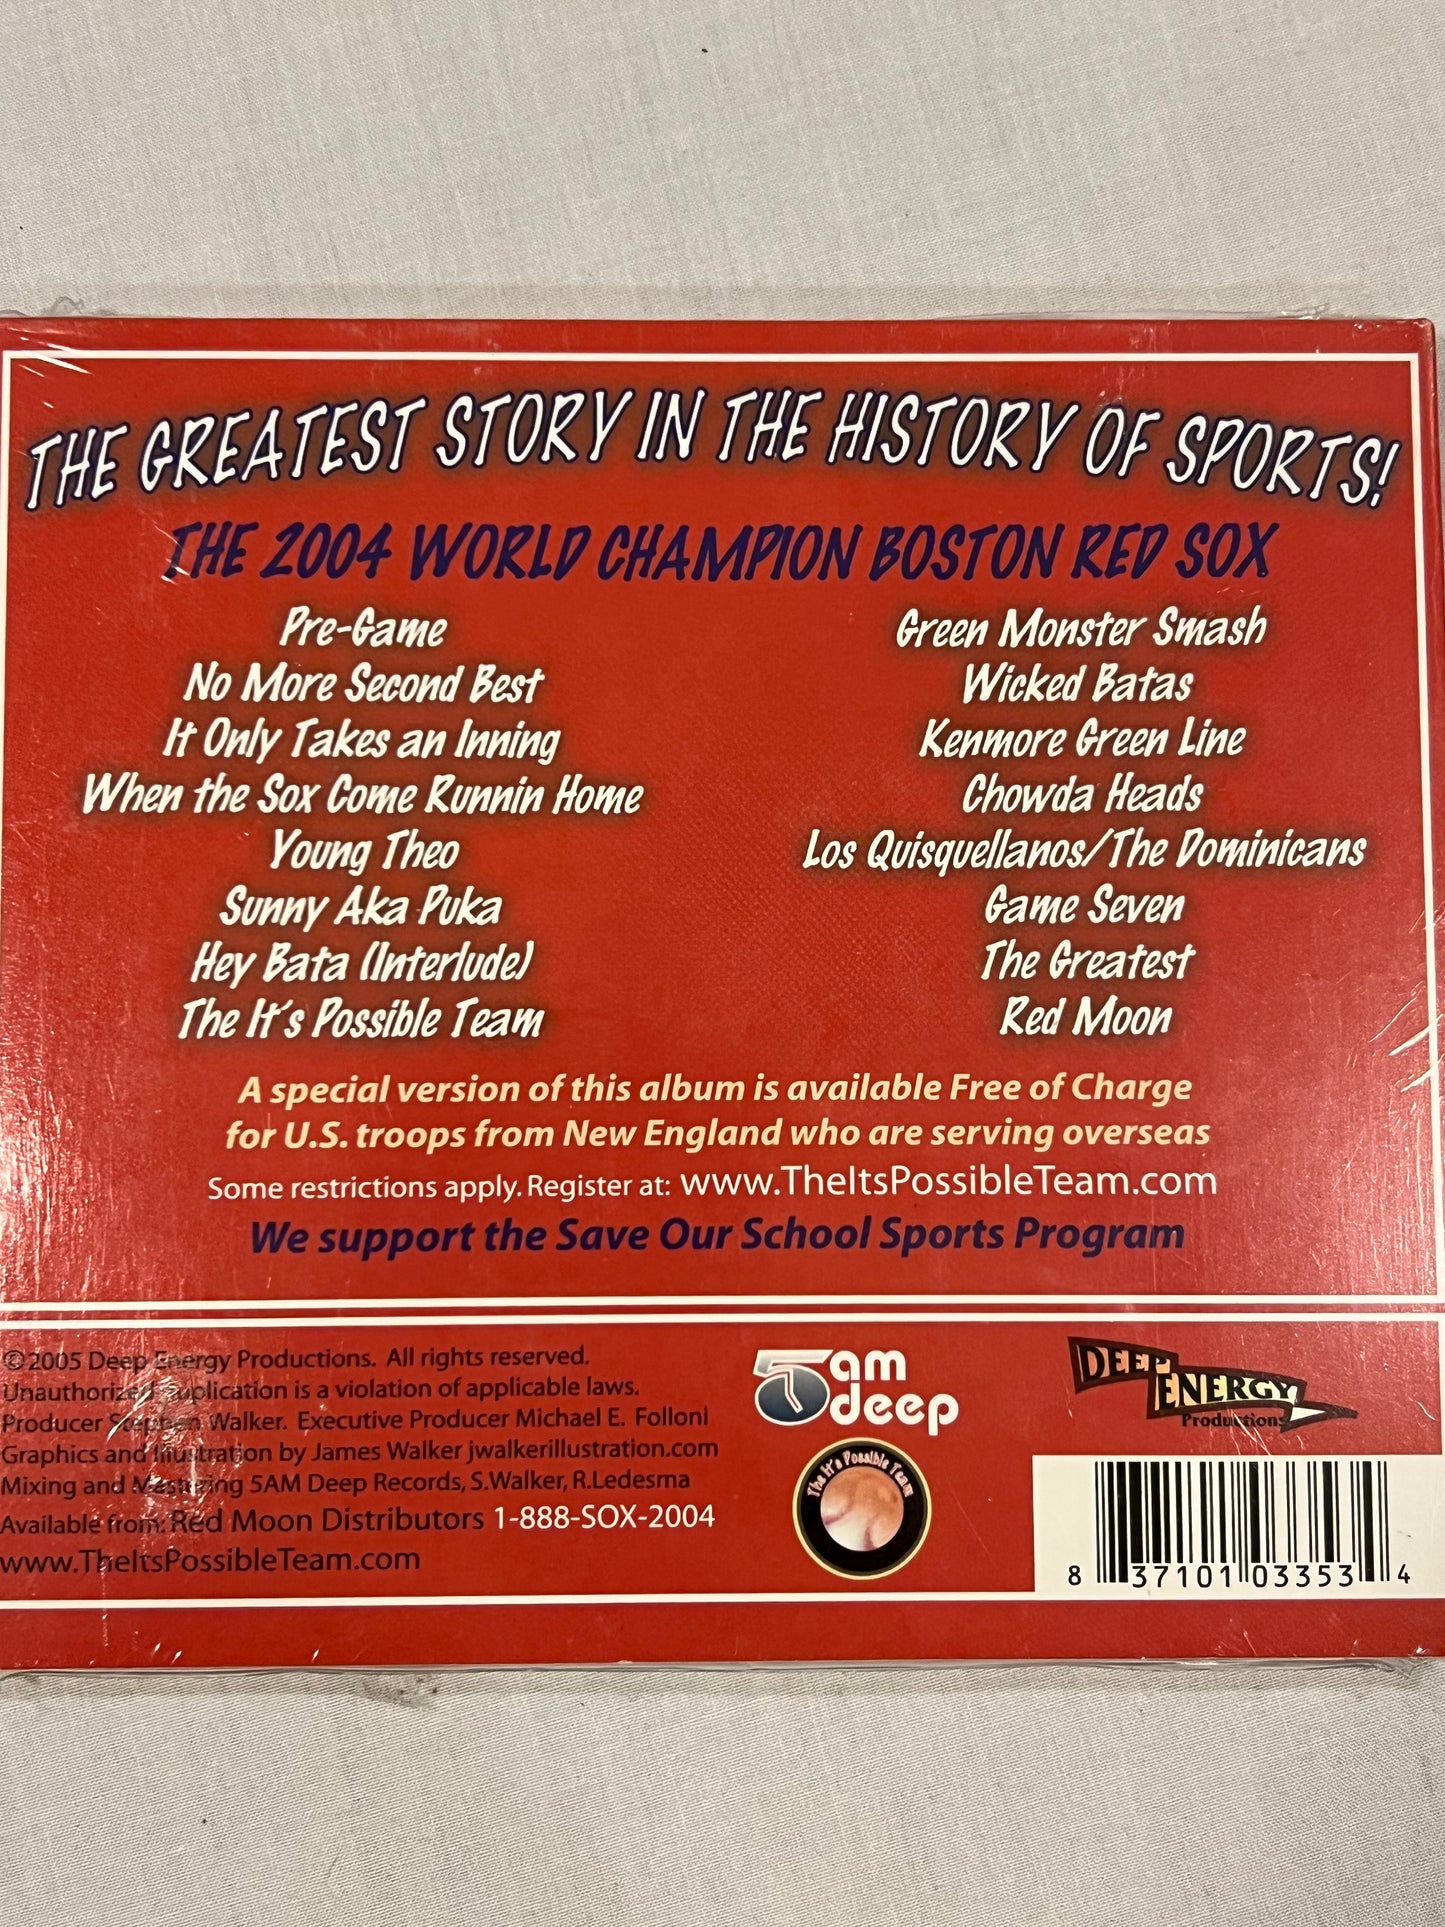 THE GREATEST STORY IN THE HISTORY OF SPORTS!
THE 2004 WORLD CHAMPION BOSTON RED SOX
Pre-Game
No More Second Best
It Only Takes an Inning
When the Sox Come Runnin Home
Young Theo
Sunny Aka Puka
Hey Bata (Interlude)
The It's Possible Team
Green Monster Smash
Wicked Batas
Kenmore Green Line
Chowda Heads
Los Quisquellanos/The Dominicans
Game Seven
The Greatest
Red Moon
A special version of this album is available Free of Charge
for U.S. troops from New England who are serving overseas
Some restrictions apply. Register at: www.TheItsPossibleTeam.com
We support the Save Our School Sports Program
©2005 Deep Energy Productions. All rights reserved.
Unauthorized duplication is a violation of applicable laws.
Producer Stephen Walker. Executive Producer Michael E. Folloni
Graphics and Illustration by James Walker jwalkerillustration.com
Mixing and Mastering 5AM Deep Records, S.Walker, R.Ledesma
Available from: Red Moon Distributors 1-888-SOX-2004
www.TheItsPossibleTeam.com
5am deep
The It's Possible Team
DEEP ENERGY
Productions
8 37101 03353 4